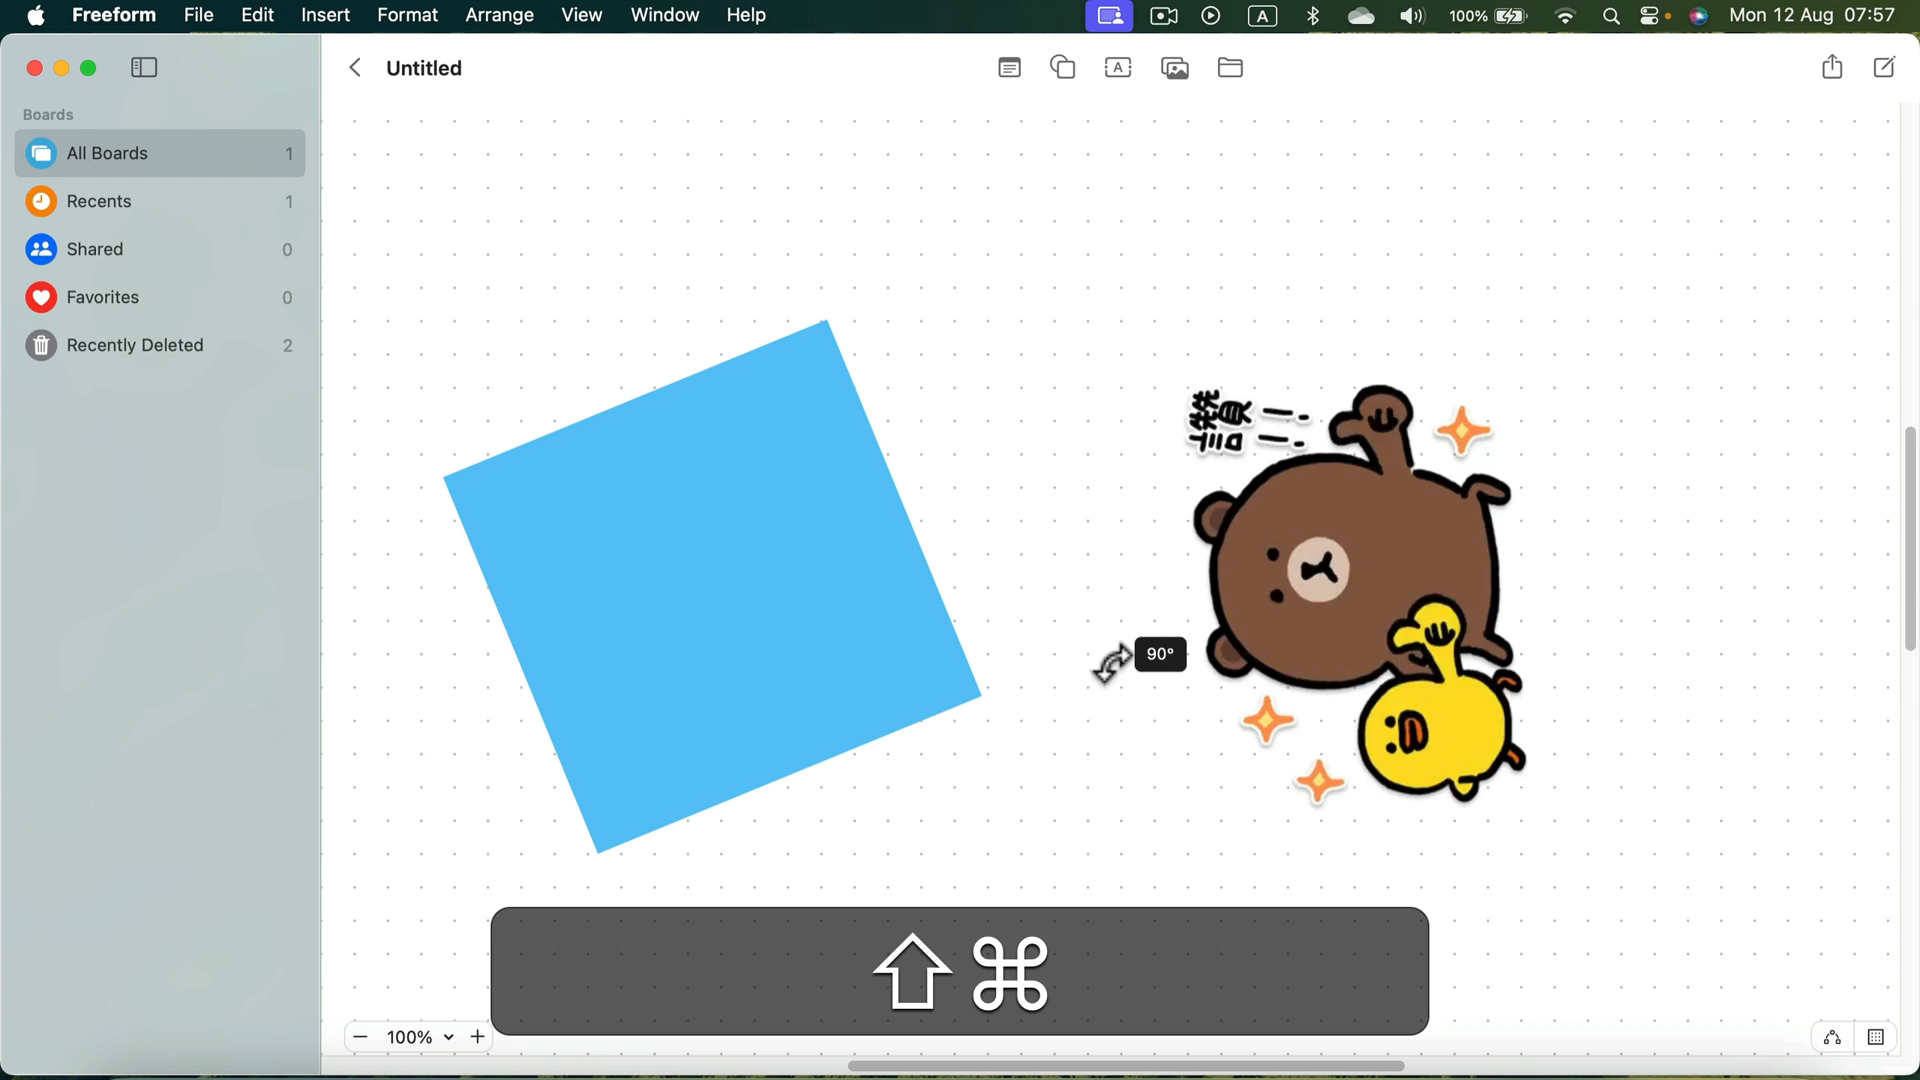 Freeform File Edit Insert Format Arrange View Window Help A 100% Mon 12 Aug 07:57
Untitled
A
Boards
All Boards 1
Recents 1
Shared 0
Favorites 0
Recently Deleted 2
讚!!
90°
100%